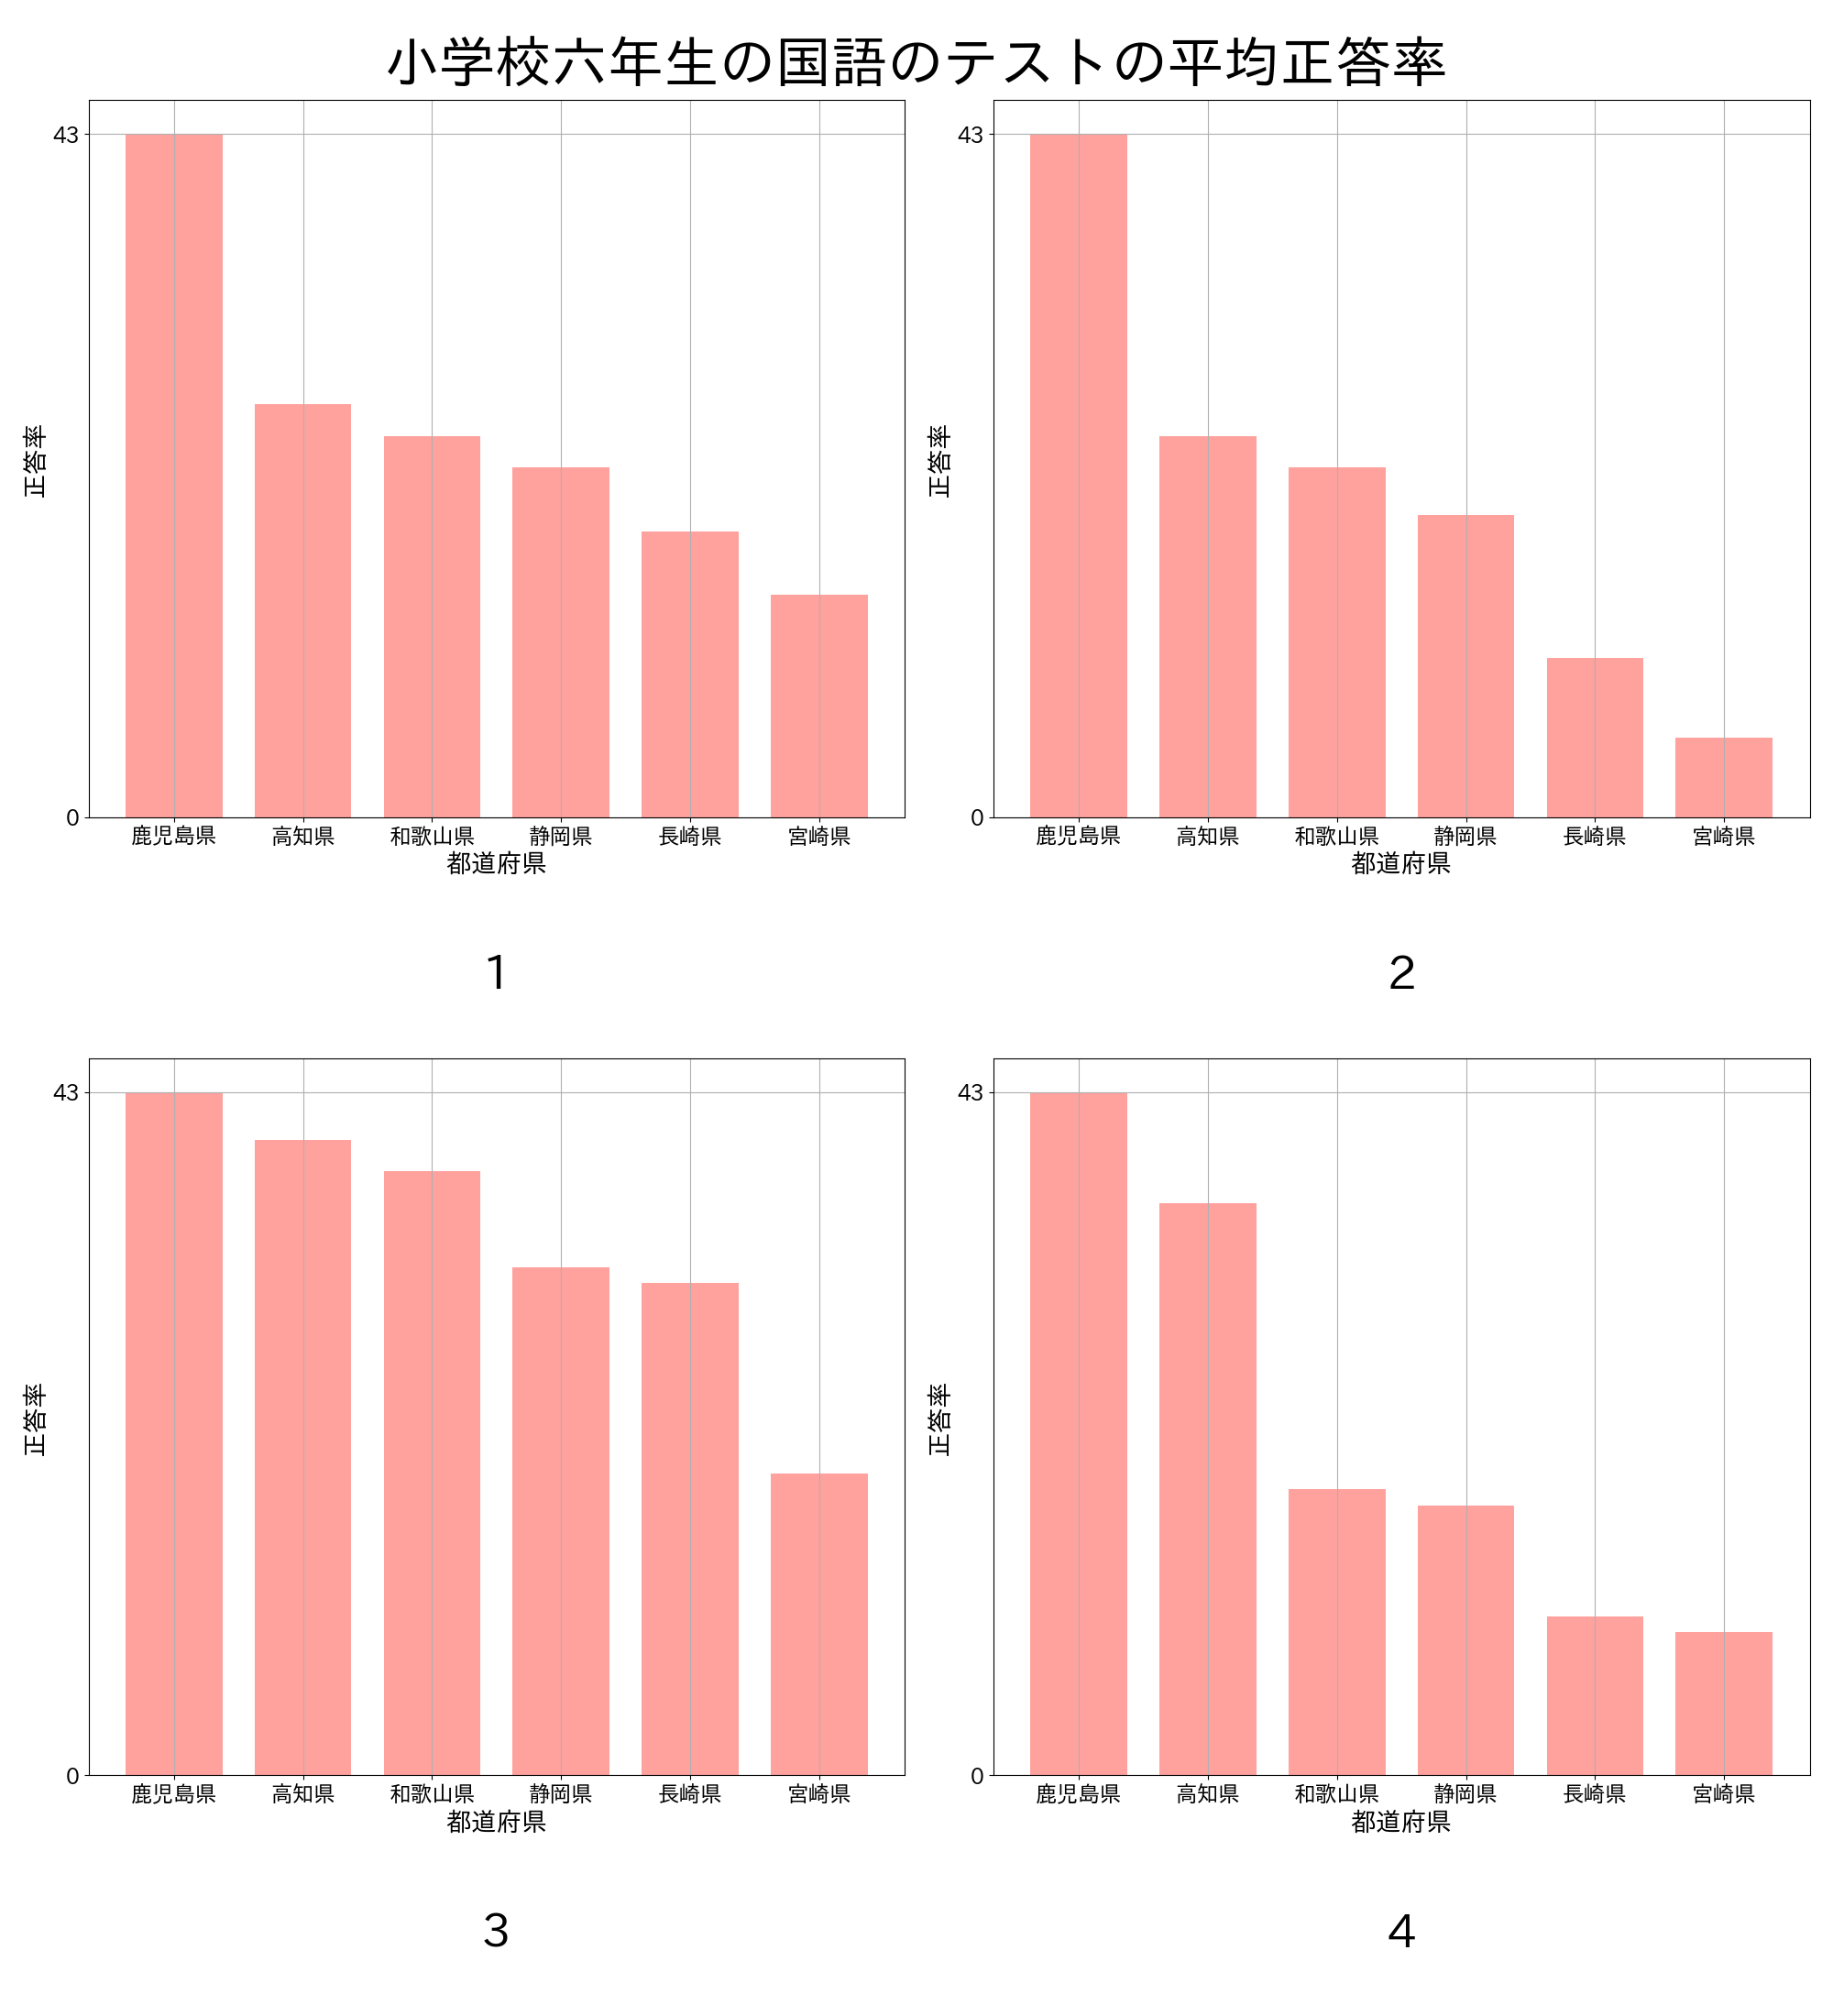 小学校六年生の国語のテストの平均正答率
43
0
正答率
鹿児島県 高知県 和歌山県 静岡県 長崎県 宮崎県
都道府県
1
43
0
正答率
鹿児島県 高知県 和歌山県 静岡県 長崎県 宮崎県
都道府県
2
43
0
正答率
鹿児島県 高知県 和歌山県 静岡県 長崎県 宮崎県
都道府県
3
43
0
正答率
鹿児島県 高知県 和歌山県 静岡県 長崎県 宮崎県
都道府県
4